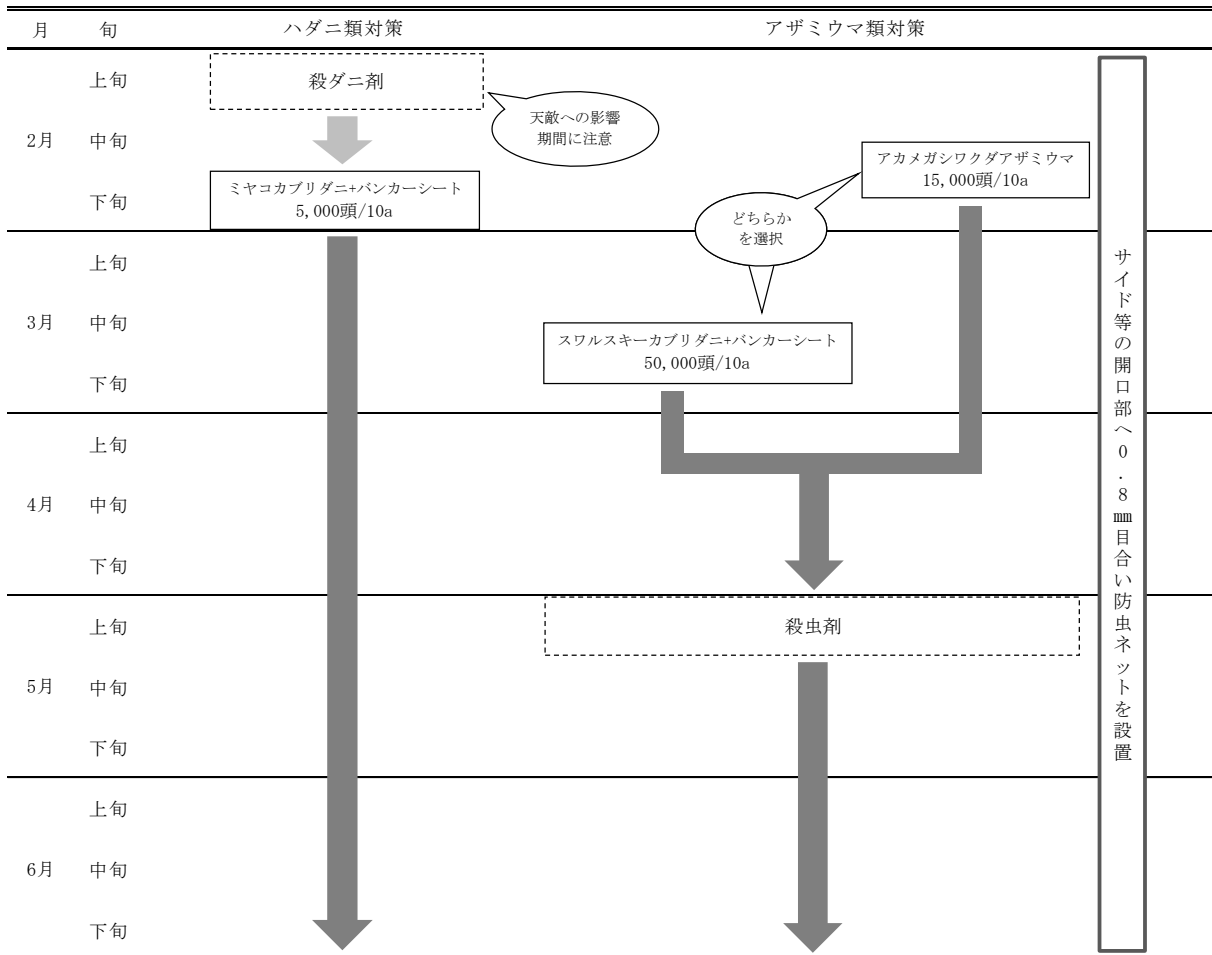 月 旬 ハダニ類対策 アザミウマ類対策
上旬
殺ダニ剤
天敵への影響
期間に注意
2月 中旬
アカメガシワクダアザミウマ
15,000頭/10a
ミヤコカブリダニ+バンカーシート
5,000頭/10a
下旬
どちらか
を選択
上旬
3月 中旬
スワルスキーカブリダニ+バンカーシート
50,000頭/10a
下旬
上旬
4月 中旬
下旬
上旬
殺虫剤
5月 中旬
下旬
上旬
6月 中旬
下旬
サイド等の開口部へ0.8㎜目合い防虫ネットを設置